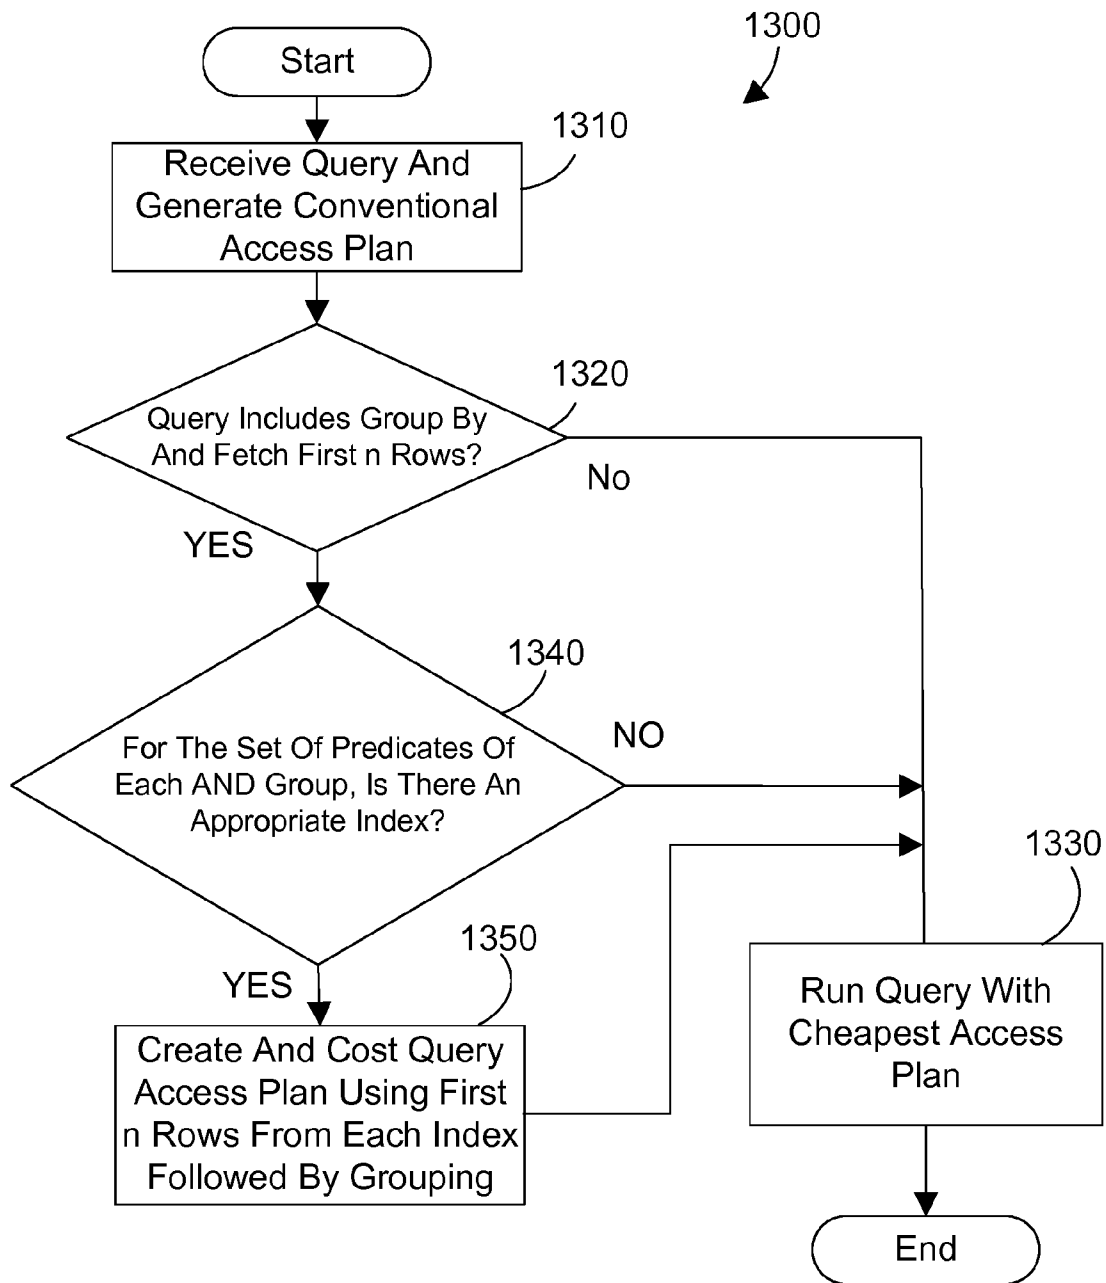 1300
Start
1310
Receive Query And
Generate Conventional
Access Plan
1320
Query Includes Group By
And Fetch First n Rows?
No
YES
1340
For The Set Of Predicates Of
Each AND Group, Is There An
Appropriate Index?
NO
YES
1350
Create And Cost Query
Access Plan Using First
n Rows From Each Index
Followed By Grouping
1330
Run Query With
Cheapest Access
Plan
End